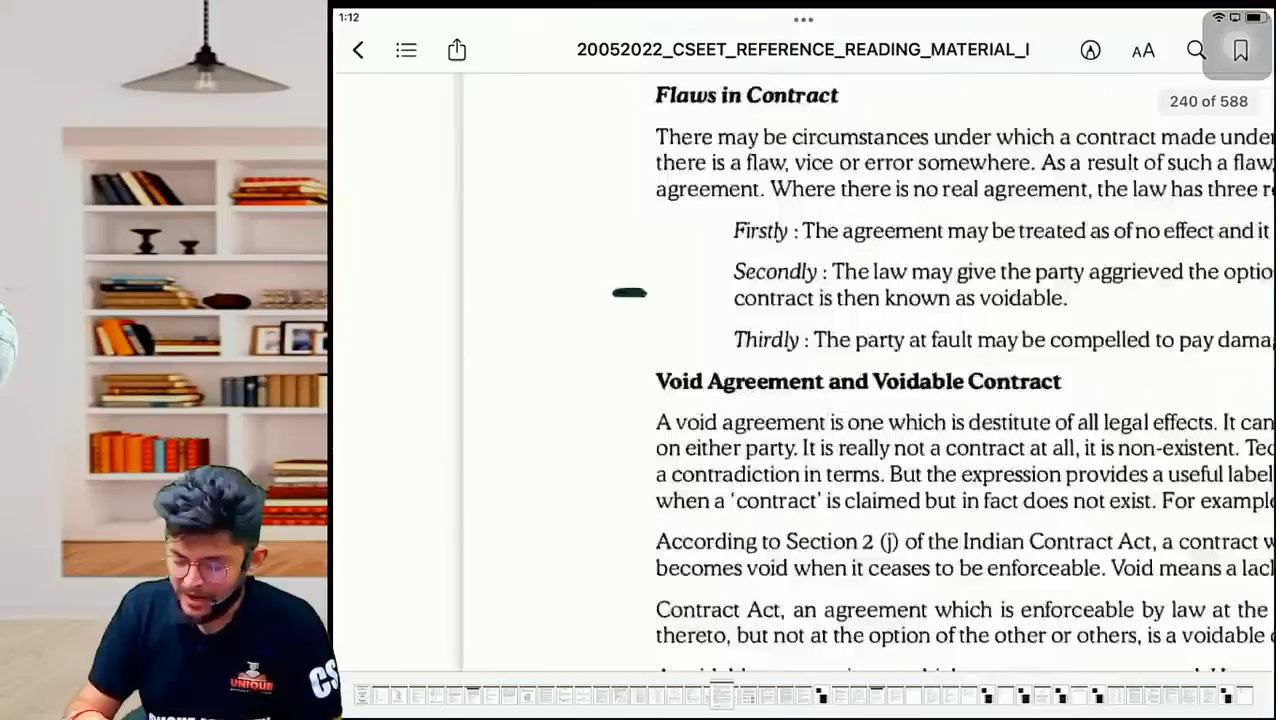 1:12
20052022_CSEET_REFERENCE_READING_MATERIAL_I
AA
240 of 588
Flaws in Contract
There may be circumstances under which a contract made under
there is a flaw, vice or error somewhere. As a result of such a flaw,
agreement. Where there is no real agreement, the law has three r
Firstly : The agreement may be treated as of no effect and it
Secondly : The law may give the party aggrieved the optio
contract is then known as voidable.
Thirdly : The party at fault may be compelled to pay dama
Void Agreement and Voidable Contract
A void agreement is one which is destitute of all legal effects. It can
on either party. It is really not a contract at all, it is non-existent. Tec
a contradiction in terms. But the expression provides a useful label
when a ‘contract’ is claimed but in fact does not exist. For example
According to Section 2 (j) of the Indian Contract Act, a contract w
becomes void when it ceases to be enforceable. Void means a lack
Contract Act, an agreement which is enforceable by law at the
thereto, but not at the option of the other or others, is a voidable c
UNIQUE
CS